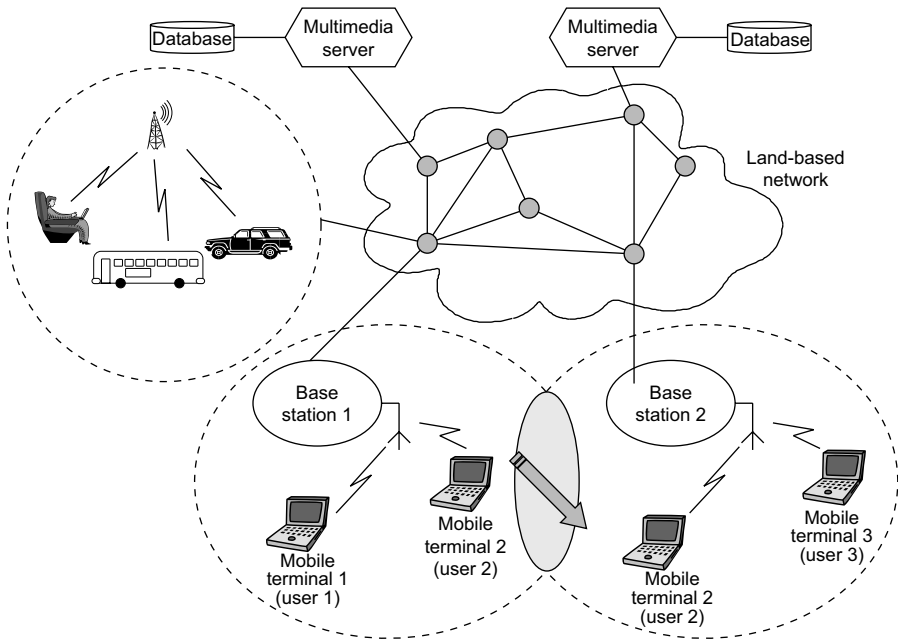 Database
Multimedia
server
Multimedia
server
Database
Land-based
network
Base
station 1
Base
station 2
Mobile
terminal 1
(user 1)
Mobile
terminal 2
(user 2)
Mobile
terminal 2
(user 2)
Mobile
terminal 3
(user 3)